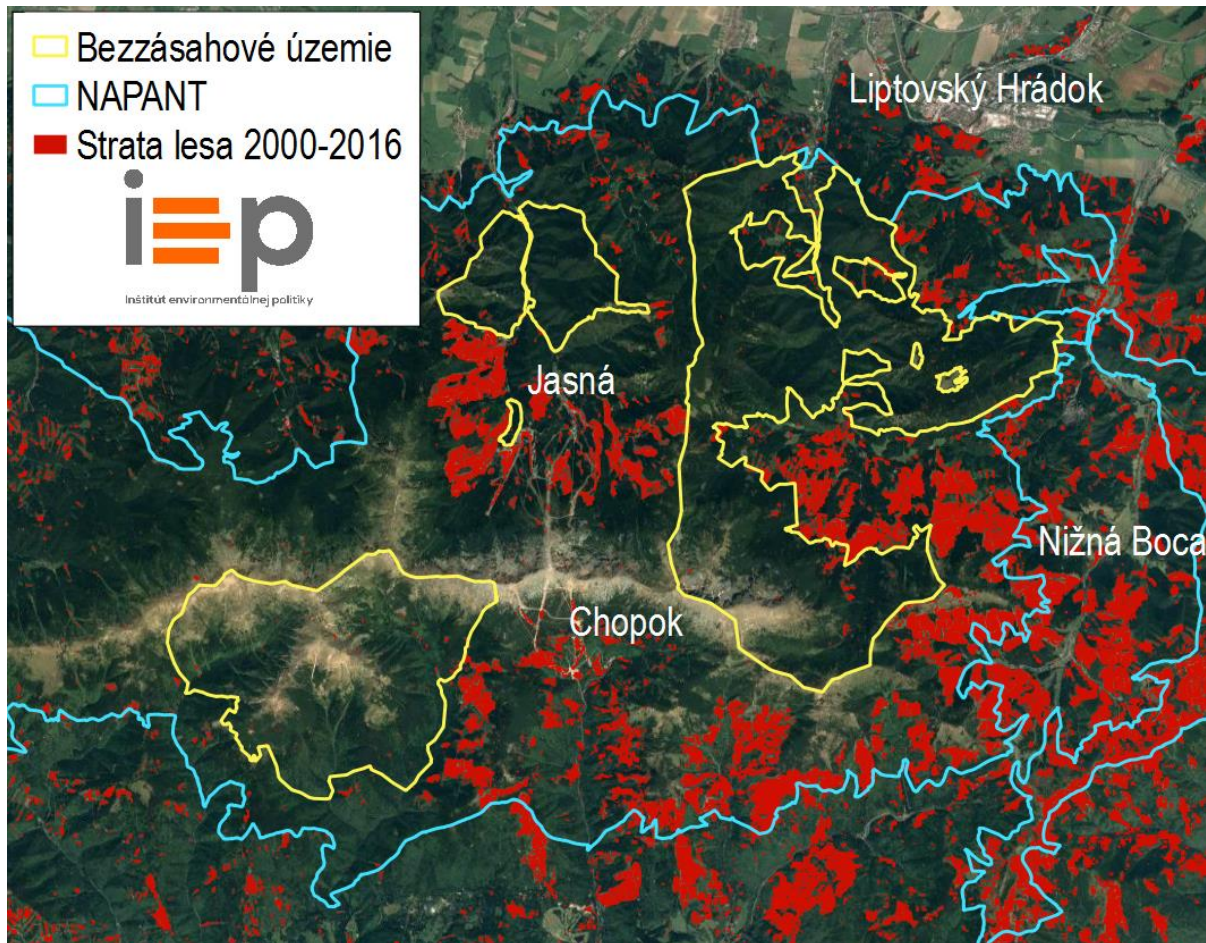 Bezzásahové územie
NAPANT
Strata lesa 2000-2016
iep
Inštitút environmentálnej politiky
Liptovský Hrádok
Jasná
Nižná Boca
Chopok